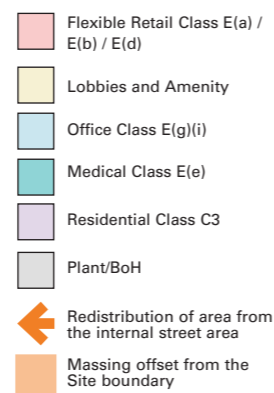 Flexible Retail Class E(a) /
E(b) / E(d)
Lobbies and Amenity
Office Class E(g)(i)
Medical Class E(e)
Residential Class C3
Plant/BoH
Redistribution of area from
the internal street area
Massing offset from the
Site boundary